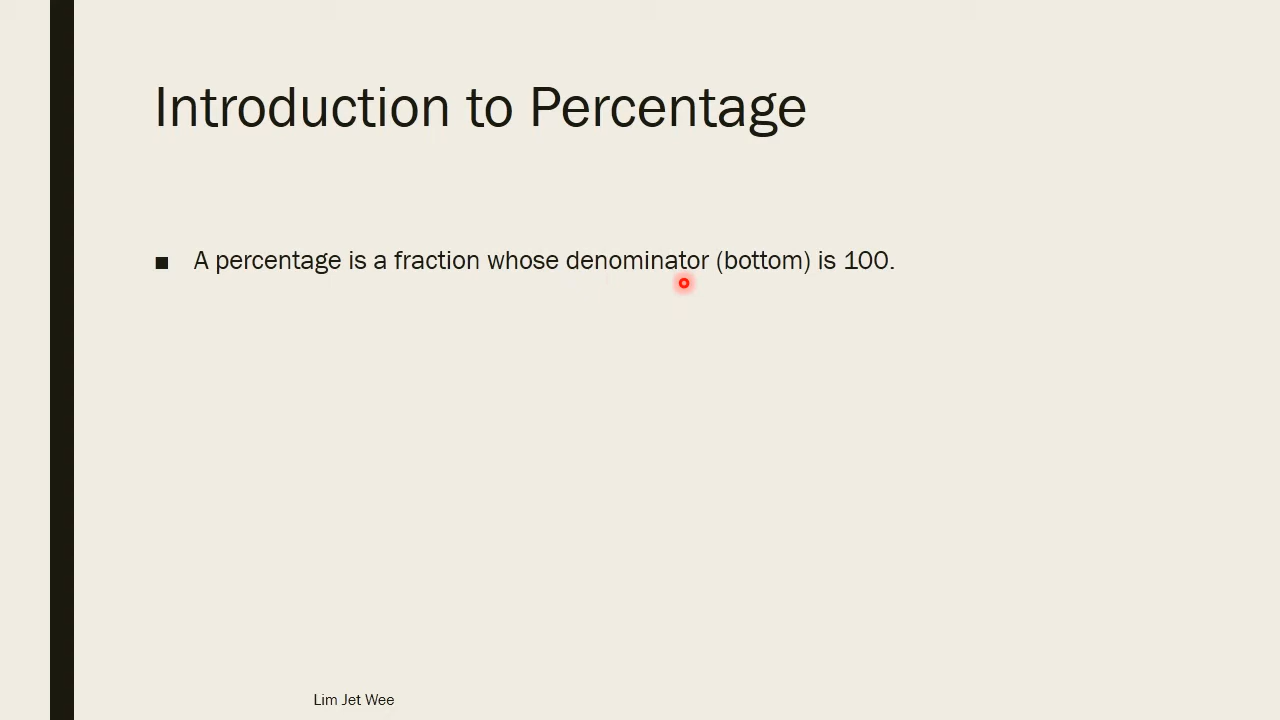 Introduction to Percentage
■ A percentage is a fraction whose denominator (bottom) is 100.
Lim Jet Wee